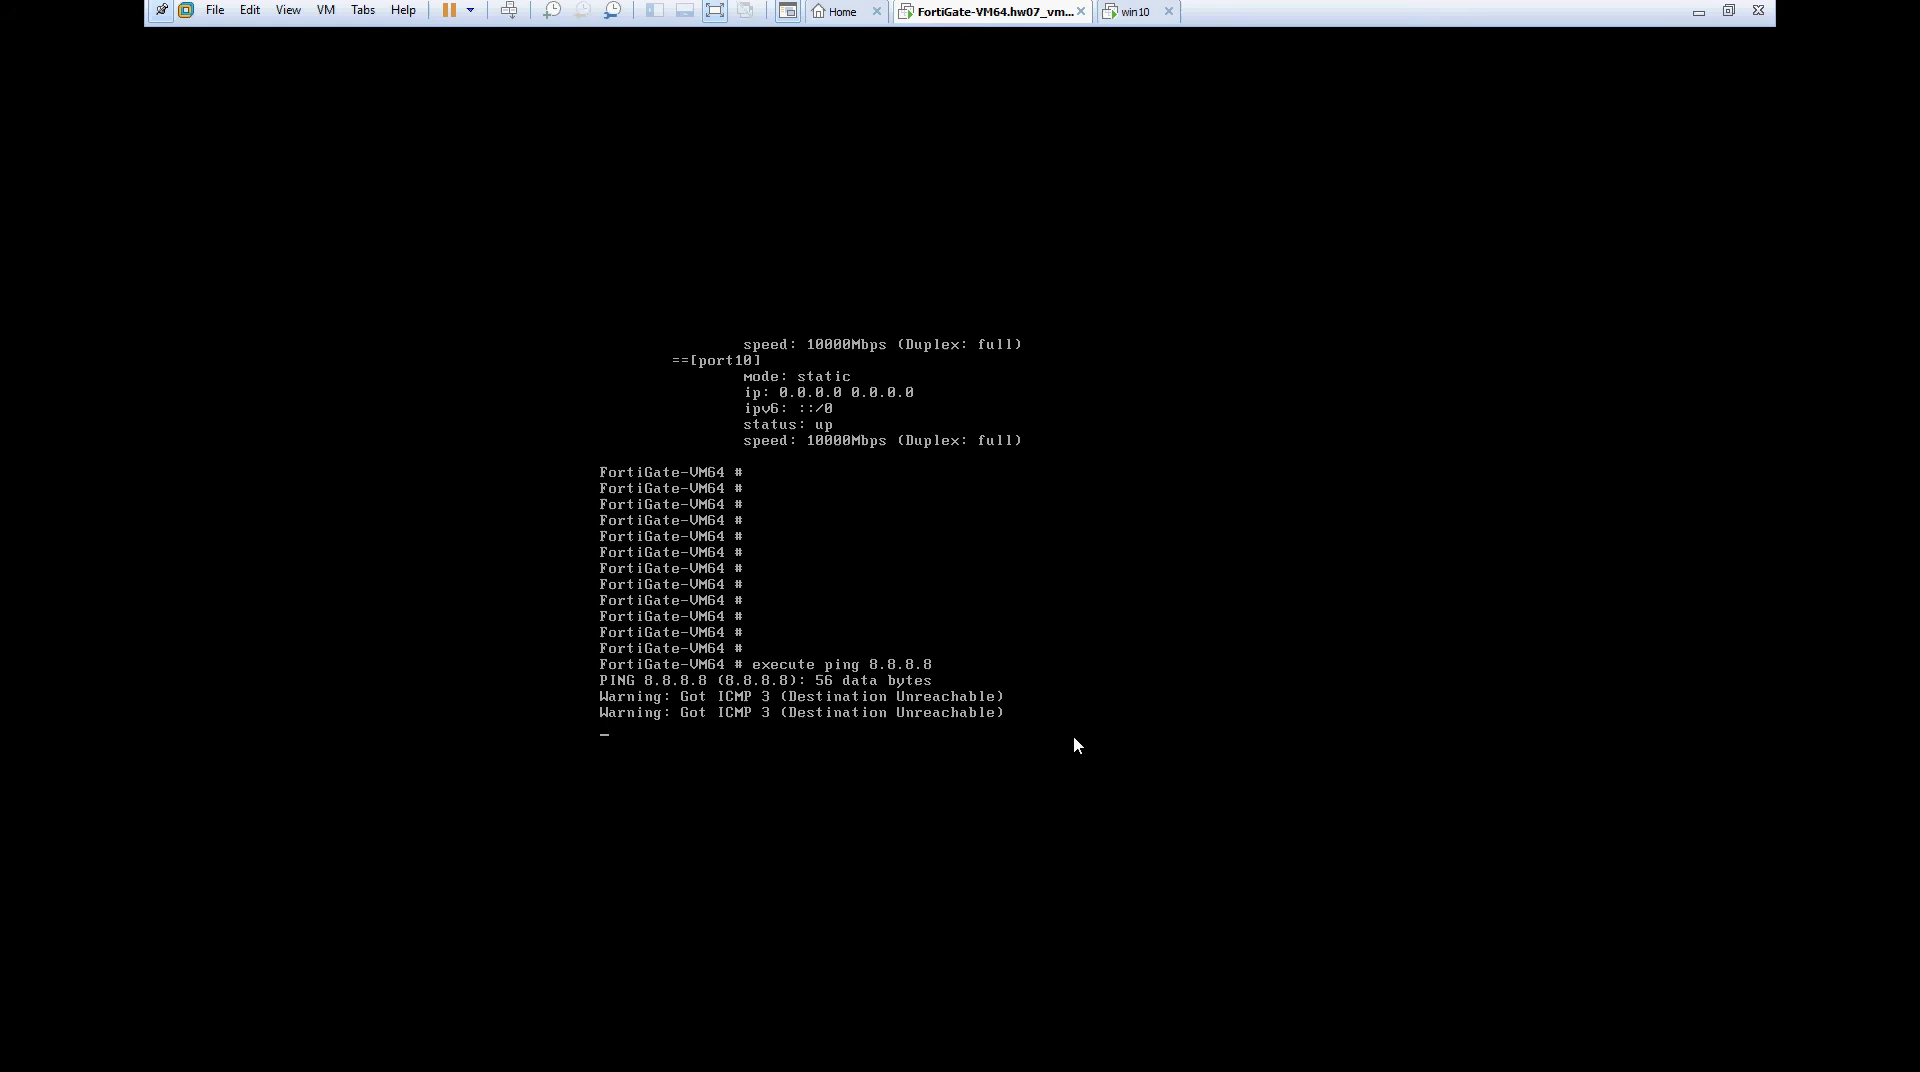 File Edit View VM Tabs Help Home FortiGate-VM64.hw07_vm... win10
speed: 10000Mbps (Duplex: full)
==[port10]
mode: static
ip: 0.0.0.0 0.0.0.0
ipv6: ::/0
status: up
speed: 10000Mbps (Duplex: full)
FortiGate-VM64 #
FortiGate-VM64 #
FortiGate-VM64 #
FortiGate-VM64 #
FortiGate-VM64 #
FortiGate-VM64 #
FortiGate-VM64 #
FortiGate-VM64 #
FortiGate-VM64 #
FortiGate-VM64 #
FortiGate-VM64 #
FortiGate-VM64 #
FortiGate-VM64 # execute ping 8.8.8.8
PING 8.8.8.8 (8.8.8.8): 56 data bytes
Warning: Got ICMP 3 (Destination Unreachable)
Warning: Got ICMP 3 (Destination Unreachable)